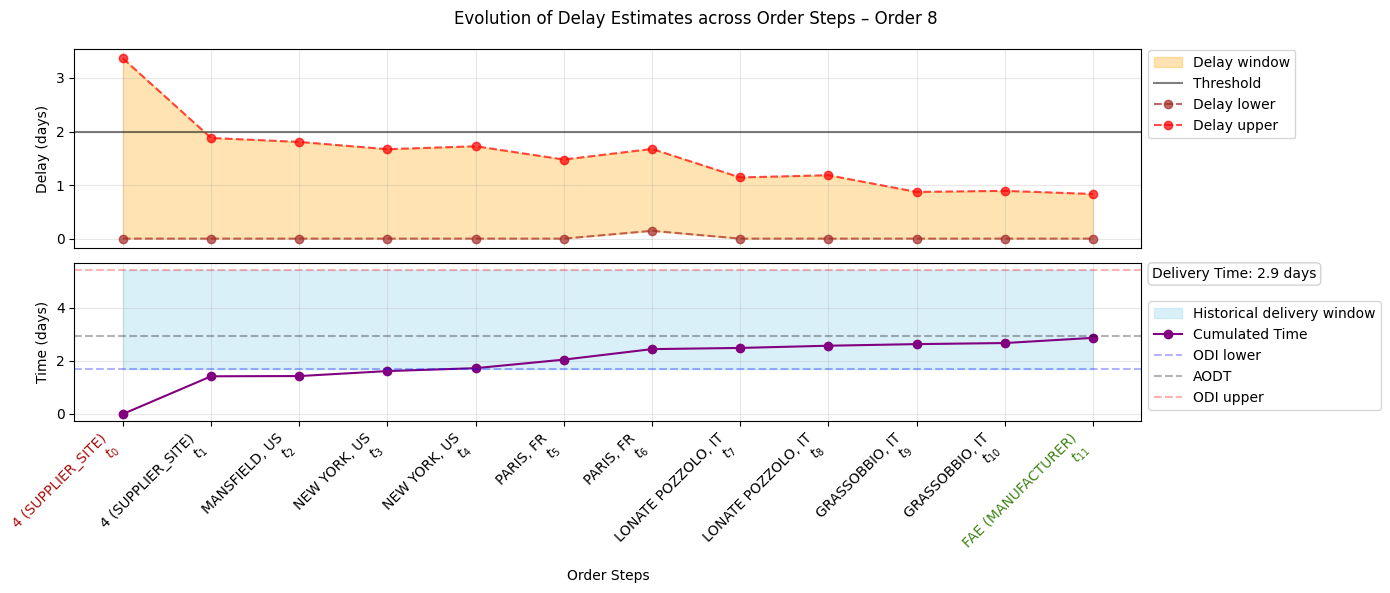 Evolution of Delay Estimates across Order Steps – Order 8
Delay (days)
3
2
1
0
Delay window
Threshold
Delay lower
Delay upper
Time (days)
4
2
0
Delivery Time: 2.9 days
Historical delivery window
Cumulated Time
ODI lower
AODT
ODI upper
4 (SUPPLIER_SITE)
t0
4 (SUPPLIER_SITE)
t1
MANSFIELD, US
t2
NEW YORK, US
t3
NEW YORK, US
t4
PARIS, FR
t5
PARIS, FR
t6
LONATE POZZOLO, IT
t7
LONATE POZZOLO, IT
t8
GRASSOBBIO, IT
t9
GRASSOBBIO, IT
t10
FAE (MANUFACTURER)
t11
Order Steps